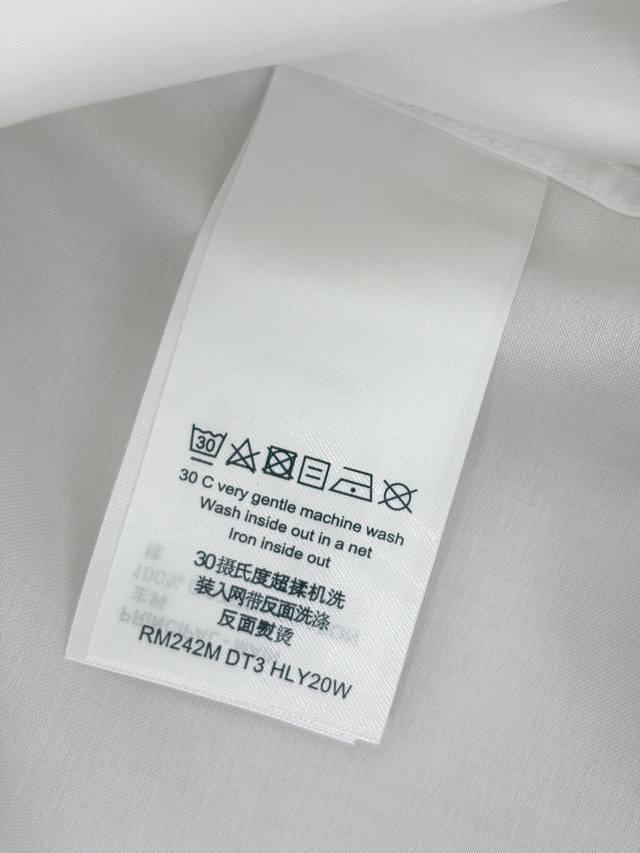 30
30 C very gentle machine wash
Wash inside out in a net
Iron inside out
30摄氏度超揉机洗
装入网带反面洗涤
反面熨烫
RM242M DT3 HLY20W